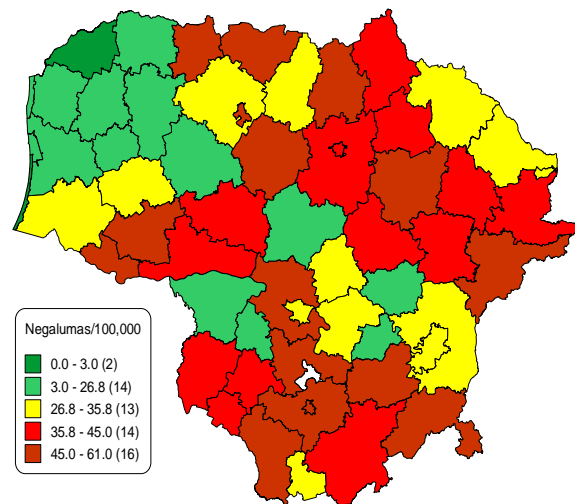 Negalumas/100,000
0.0 - 3.0 (2)
3.0 - 26.8 (14)
26.8 - 35.8 (13)
35.8 - 45.0 (14)
45.0 - 61.0 (16)